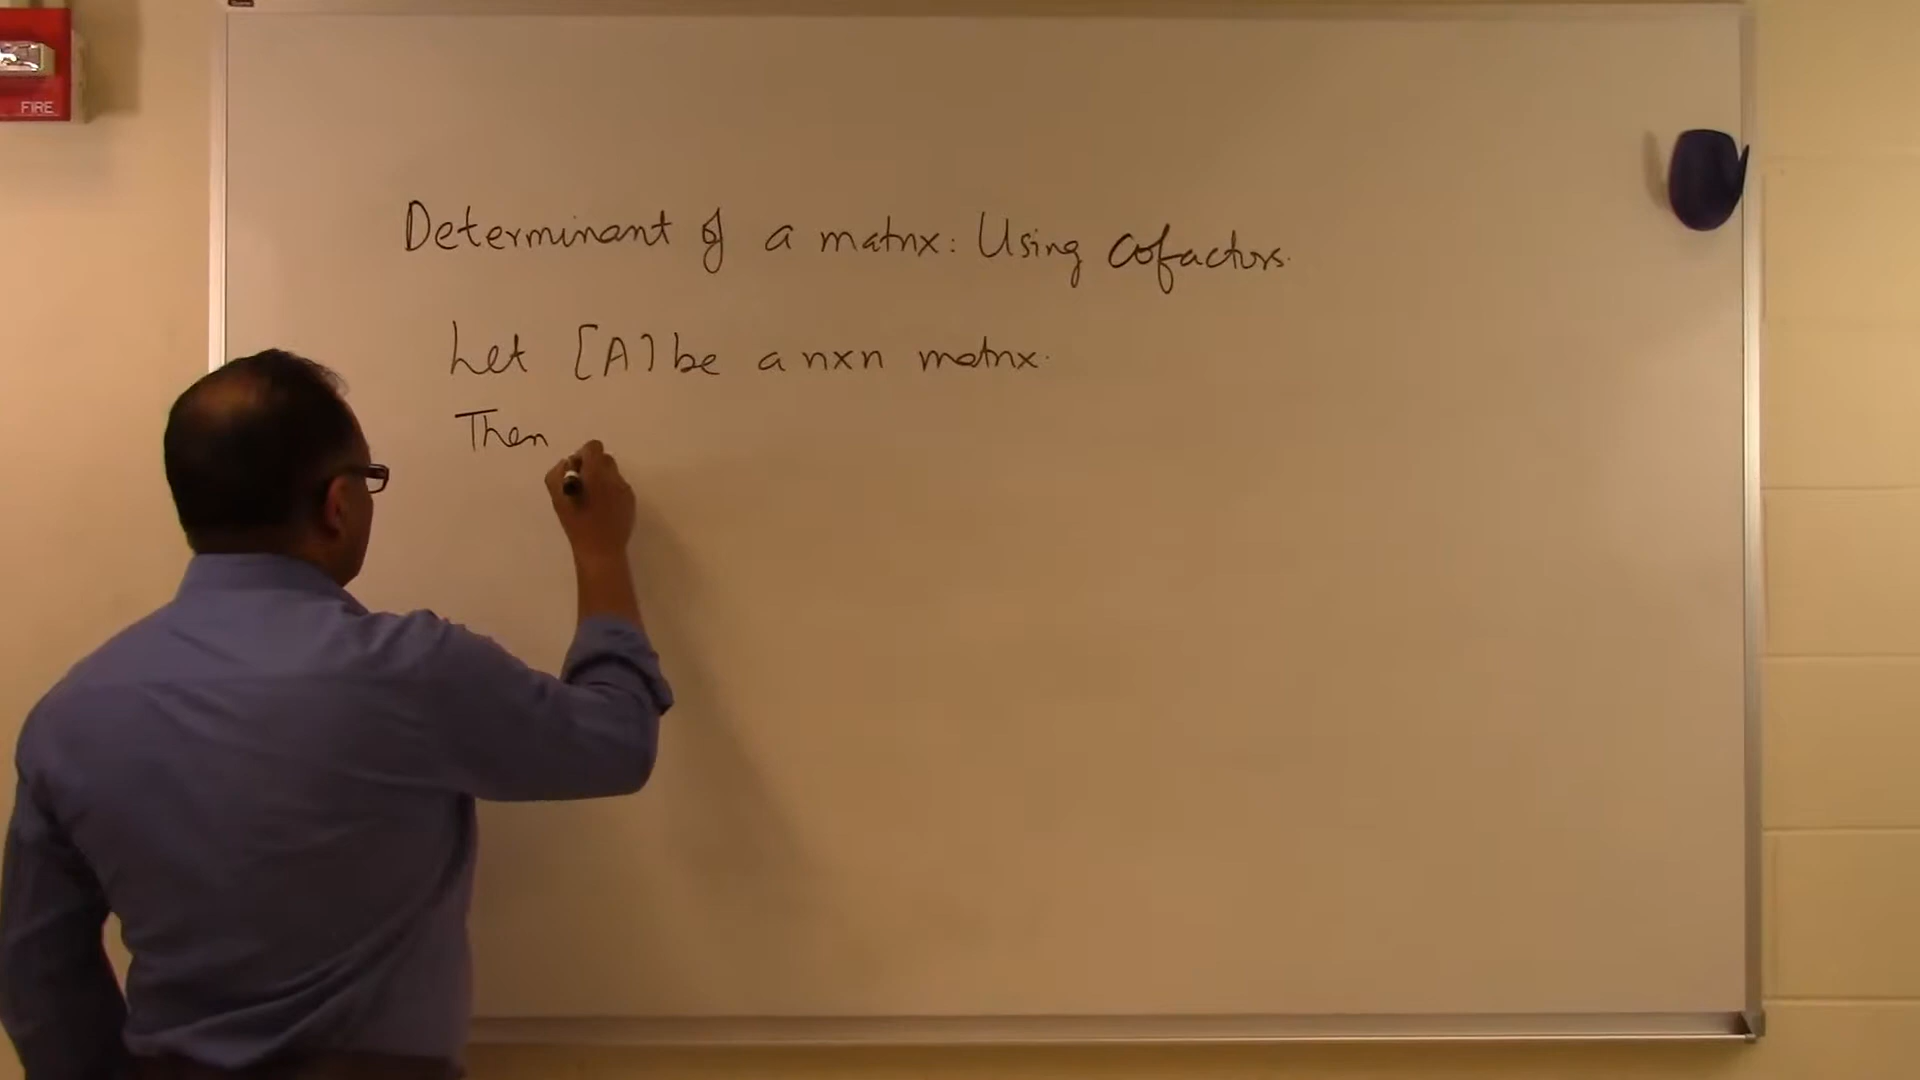 FIRE
Determinant of a matrix: Using cofactors.
Let [A] be a nxn matrix.
Then